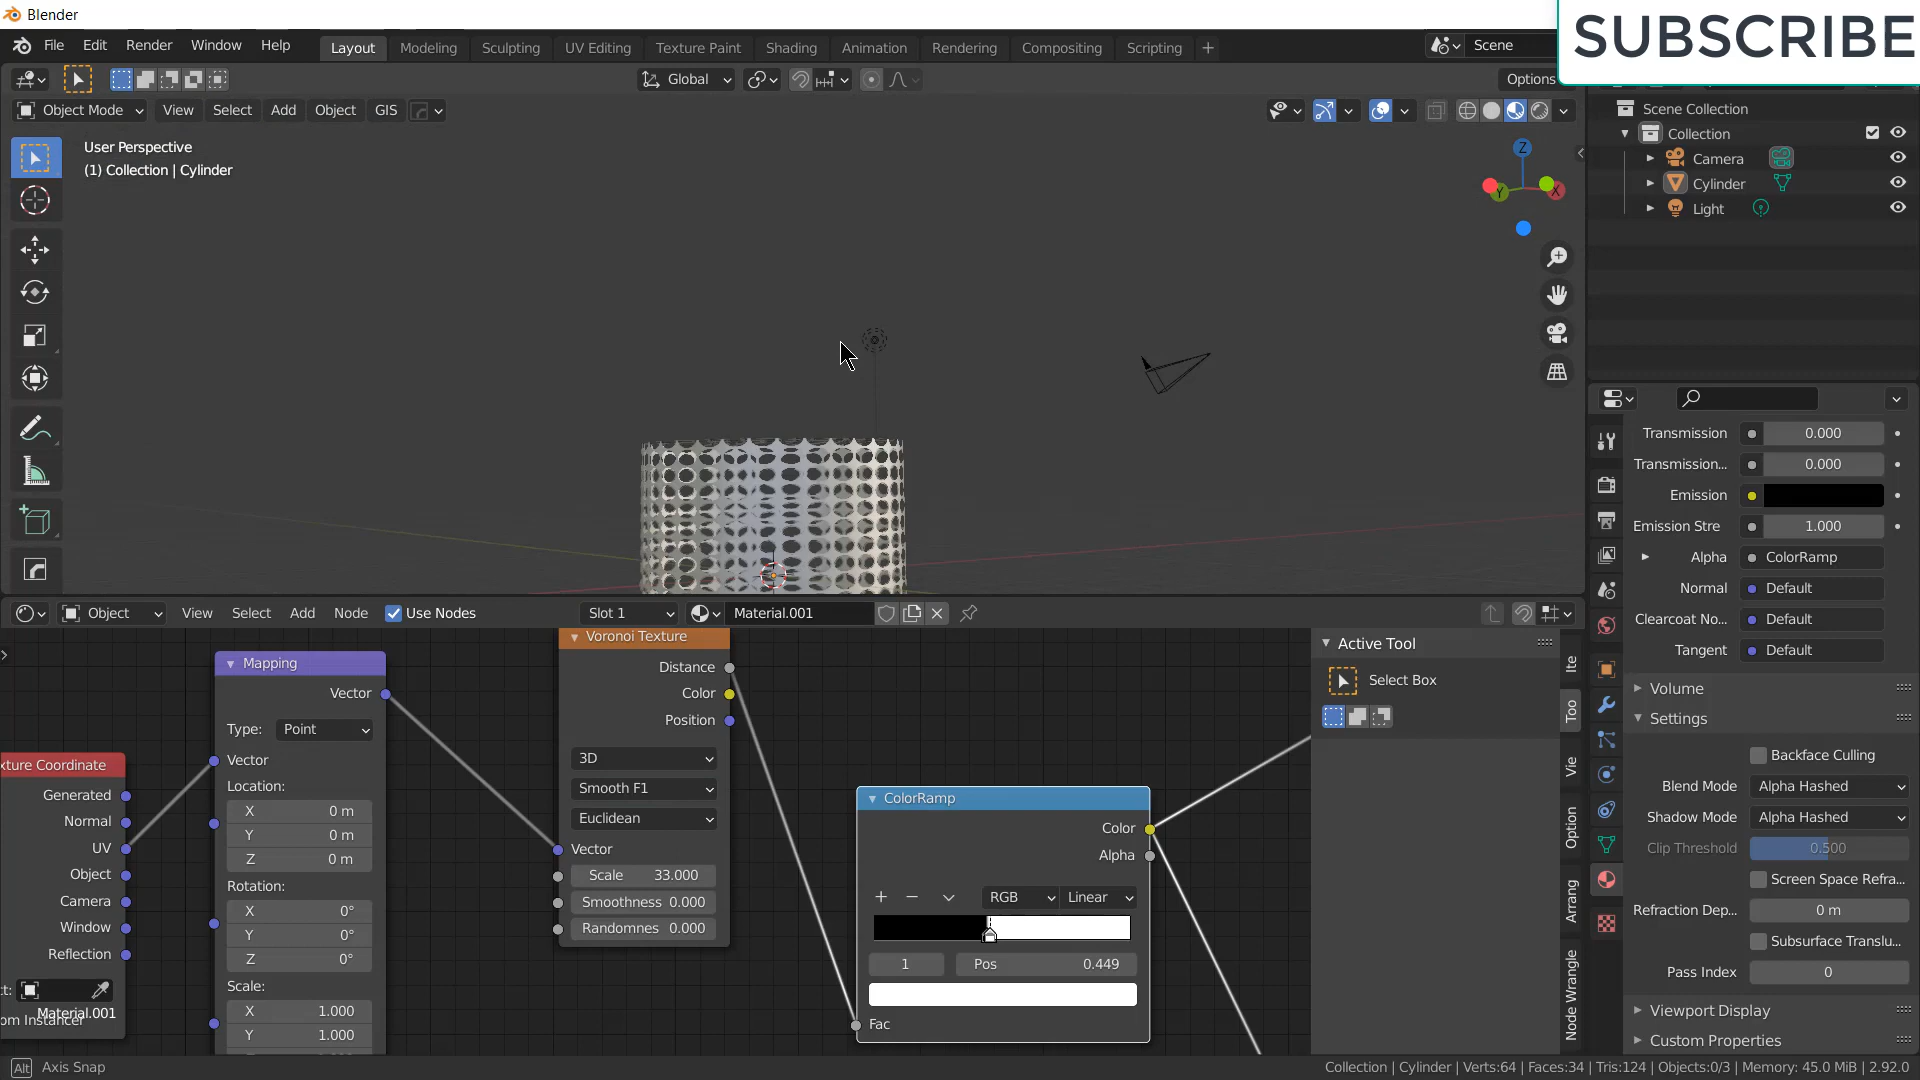 Blender
SUBSCRIBE
File Edit Render Window Help Layout Modeling Sculpting UV Editing Texture Paint Shading Animation Rendering Compositing Scripting + Scene
Global Options
Object Mode View Select Add Object GIS
User Perspective
(1) Collection | Cylinder
Z
Y
X
Scene Collection
Collection
Camera
Cylinder
Light
Transmission 0.000
Transmission... 0.000
Emission
Emission Stre 1.000
Alpha ColorRamp
Normal Default
Clearcoat No... Default
Tangent Default
Volume
Settings
Backface Culling
Blend Mode Alpha Hashed
Shadow Mode Alpha Hashed
Clip Threshold 0.500
Screen Space Refra...
Refraction Dep... 0 m
Subsurface Translu...
Pass Index 0
Viewport Display
Custom Properties
Object View Select Add Node Use Nodes Slot 1 Material.001
xture Coordinate
Generated
Normal
UV
Object
Camera
Window
Reflection
ct:
om Instancer
Material.001
Mapping
Vector
Type: Point
Vector
Location:
X 0 m
Y 0 m
Z 0 m
Rotation:
X 0°
Y 0°
Z 0°
Scale:
X 1.000
Y 1.000
Voronoi Texture
Distance
Color
Position
3D
Smooth F1
Euclidean
Vector
Scale 33.000
Smoothness 0.000
Randomnes 0.000
ColorRamp
Color
Alpha
+ − RGB Linear
1 Pos 0.449
Fac
Active Tool
Select Box
Ite
Too
Vie
Option
Arrang
Node Wrangle
Alt Axis Snap
Collection | Cylinder | Verts:64 | Faces:34 | Tris:124 | Objects:0/3 | Memory: 45.0 MiB | 2.92.0